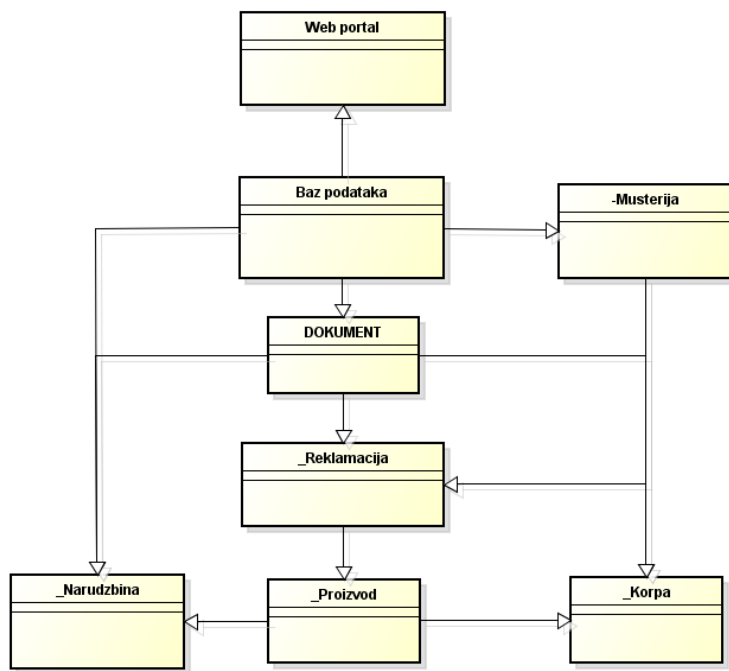 Web portal
Baz podataka
-Musterija
DOKUMENT
_Reklamacija
_Narudzbina
_Proizvod
_Korpa